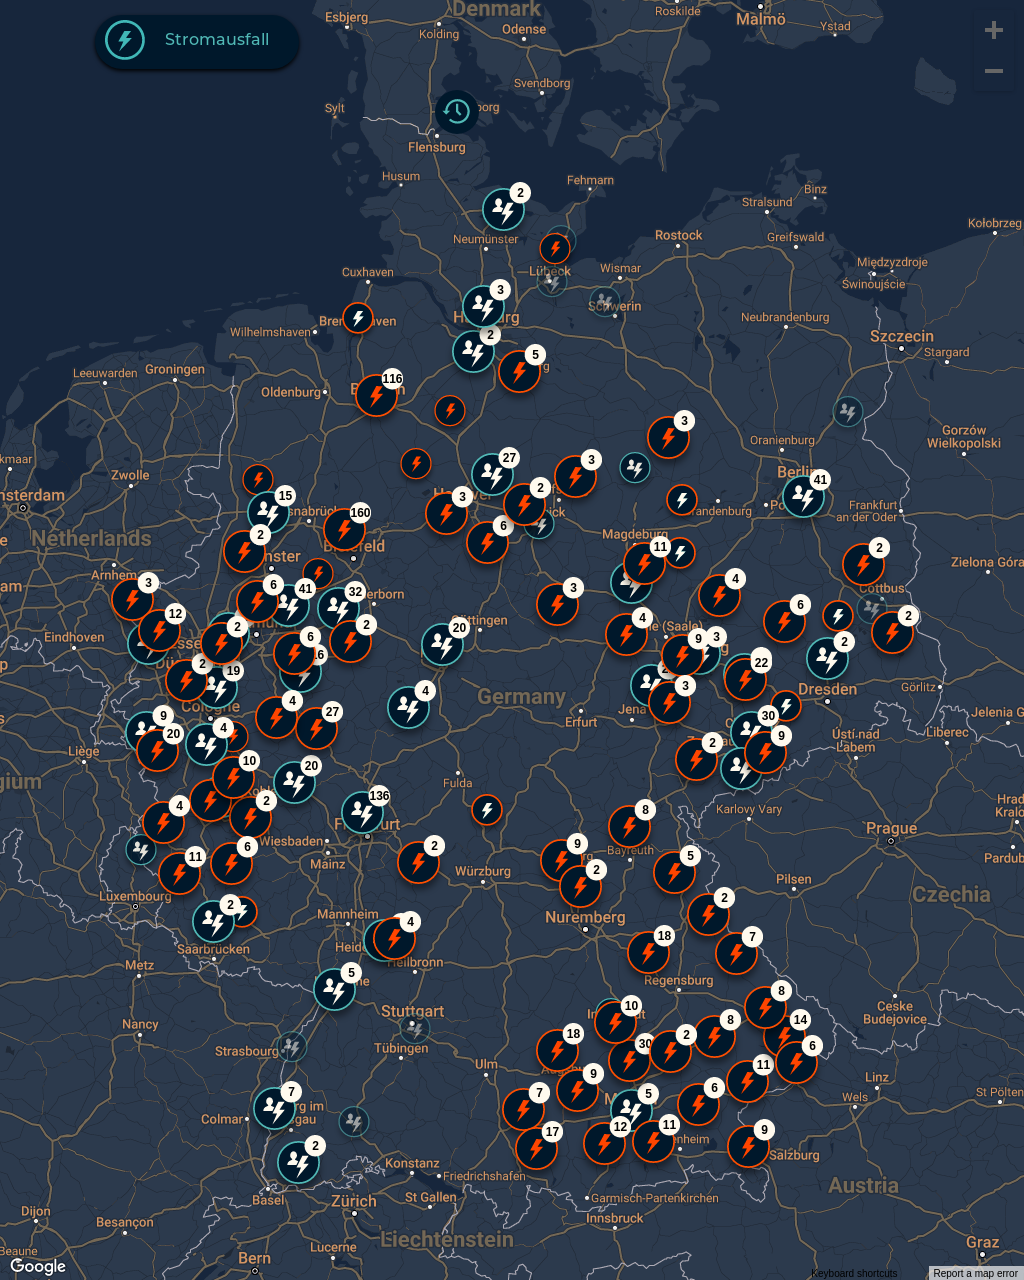 Denmark
Roskilde
Malmö
Esbjerg
Kolding
Odense
Ystad
Stromausfall
Svendborg
Sylt
borg
Flensburg
Husum
Fehmarn
Binz
2
Stralsund
Neumünster
Rostock
Greifswald
Kołobrzeg
Cuxhaven
Lübeck
Wismar
Międzyzdroje
Świnoujście
3
Schwerin
Wilhelmshaven
Neubrandenburg
2
Szczecin
Stargard
Leeuwarden
Groningen
5
116
Oldenburg
3
Oranienburg
Gorzów
Wielkopolski
Zwolle
27
3
Berlin
41
15
3
2
160
6
Frankfurt
an der Oder
Netherlands
2
Magdeburg
11
2
Zielona Góra
Arnhem
3
6
41
32
3
4
Cottbus
12
Göttingen
6
2
Eindhoven
2
6
2
20
4
9
3
2
2
19
22
Dresden
Görlitz
Cologne
4
Germany
3
Jena
Erfurt
9
20
4
4
27
30
9
Jelenia G
Liberec
Ústí nad
Labem
Liège
2
10
20
Fulda
136
2
4
Karlovy Vary
8
Hrad
Kralo
Prague
Wiesbaden
Mainz
6
11
2
Würzburg
9
Bayreuth
2
5
Pardub
Pilsen
Czechia
Luxembourg
2
Mannheim
4
Nuremberg
2
18
7
Saarbrücken
Heilbronn
Metz
5
Regensburg
8
Ceske
Budejovice
Nancy
Stuttgart
10
14
Strasbourg
Tübingen
18
30
2
8
6
Ulm
9
11
Linz
7
7
5
6
Wels
St Pölten
Colmar
17
12
11
9
Salzburg
2
Konstanz
Friedrichshafen
Basel
Zürich
St Gallen
Garmisch-Partenkirchen
Austria
Dijon
Besançon
Innsbruck
Liechtenstein
Lucerne
Bern
Graz
Beaune
Google
Keyboard shortcuts
Report a map error